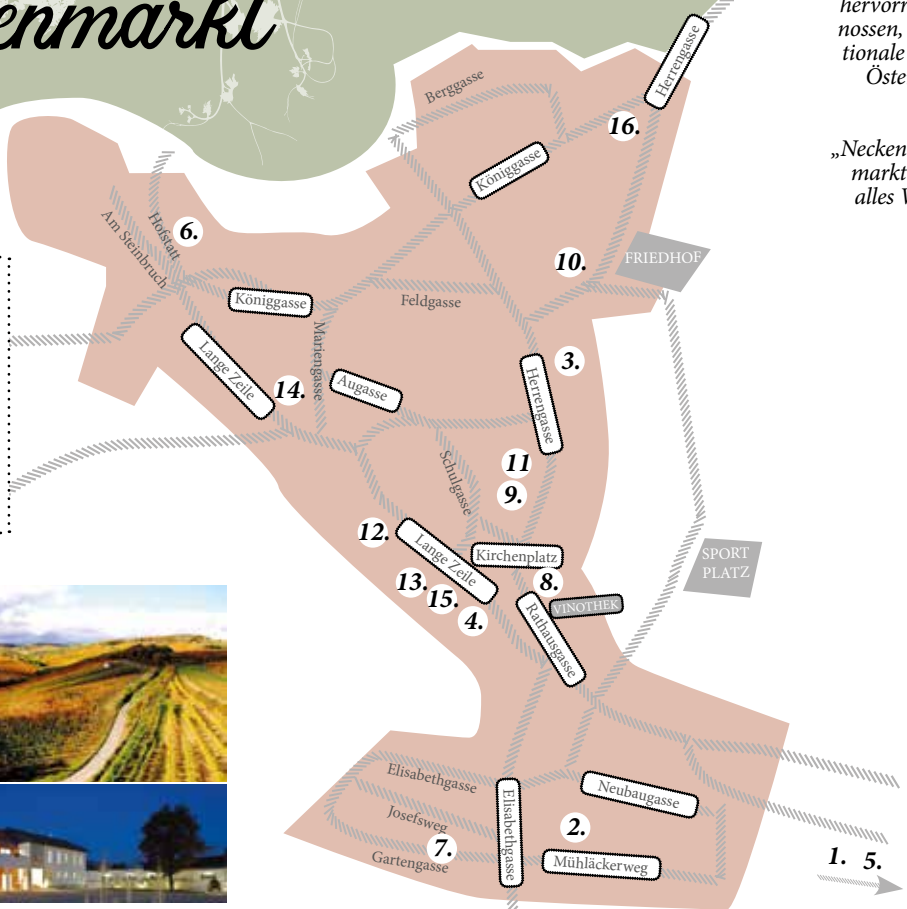 enmarkt
hervorr
nossen,
tionale
Öste
„Necken
markt
alles V
Herrengasse
Berggasse
16.
Königgasse
Am Steinbruch
Hofstatt
6.
10.
FRIEDHOF
Königgasse
Feldgasse
Mariengasse
Lange Zeile
14.
Augasse
3.
Herrengasse
Schulgasse
11
9.
12.
Lange Zeile
Kirchenplatz
13.
15.
4.
8.
VINOTHEK
Rathausgasse
SPORT
PLATZ
Elisabethgasse
Josefsweg
7.
Gartengasse
Elisabethgasse
Neubaugasse
2.
Mühläckerweg
1. 5.